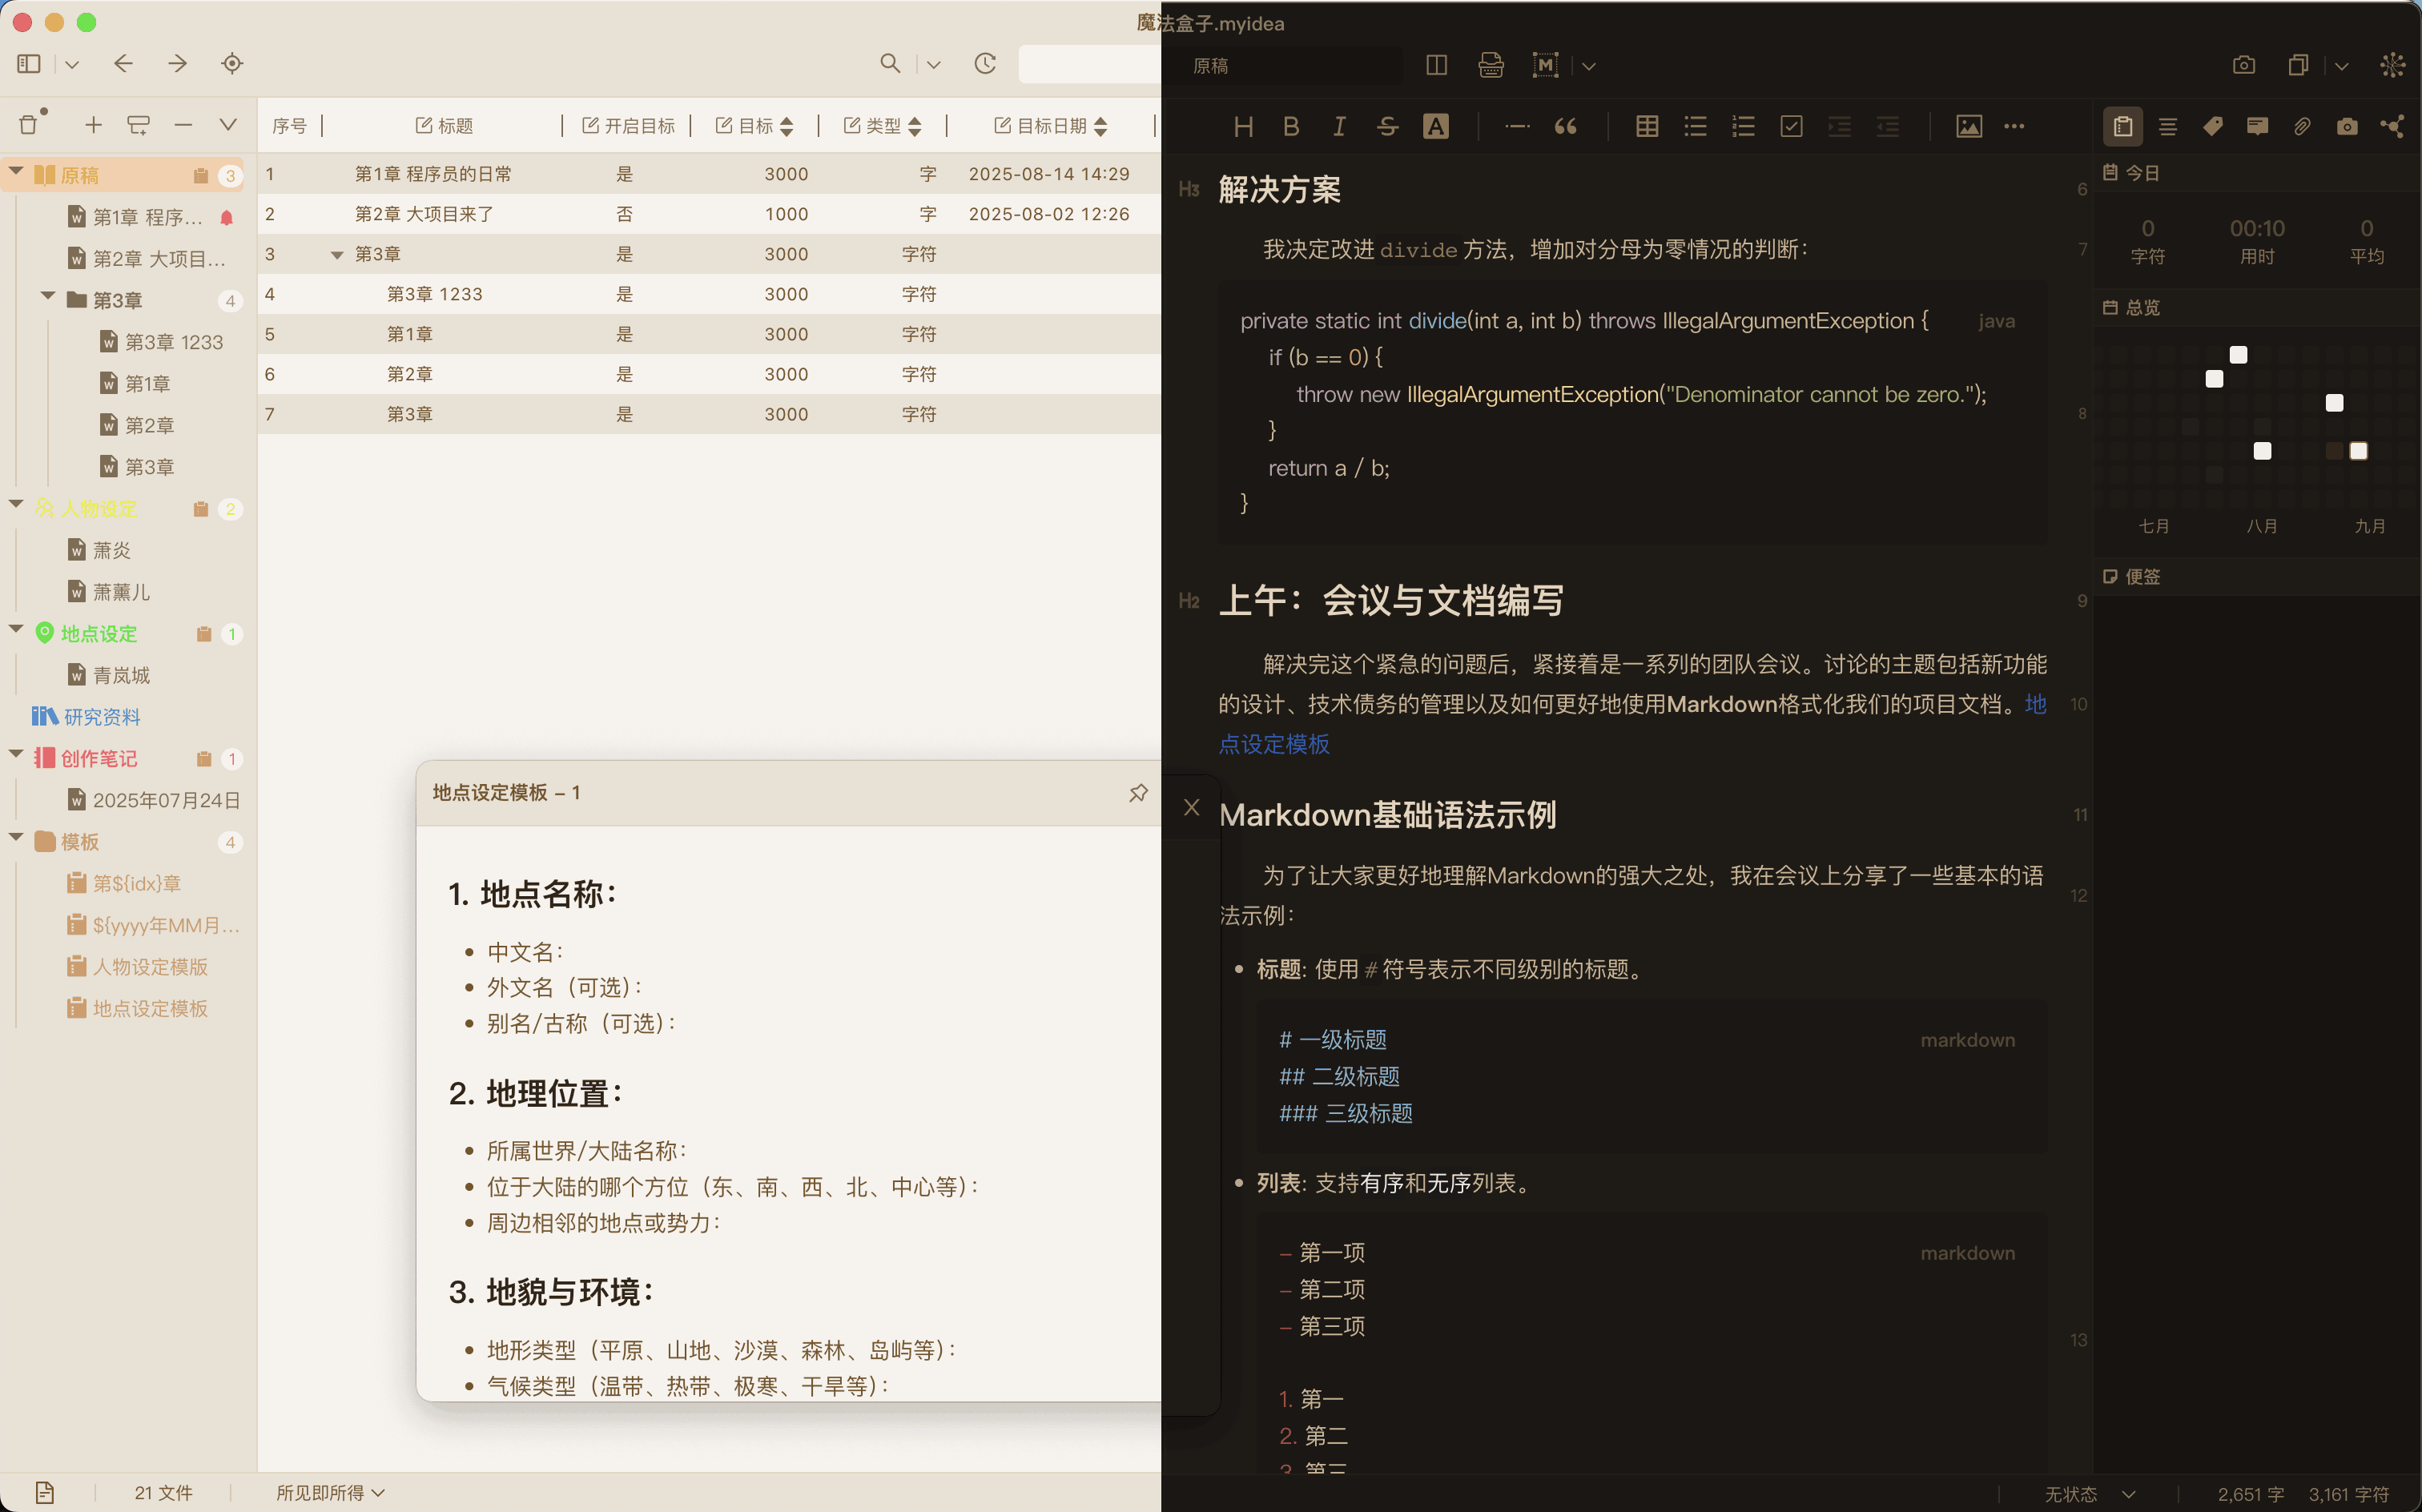 魔法盒子.myidea
原稿
序号
标题
开启目标
目标
类型
目标日期
原稿 3
第1章 程序...
第2章 大项目...
第3章 4
第3章 1233
第1章
第2章
第3章
人物设定 2
萧炎
萧薰儿
地点设定 1
青岚城
研究资料
创作笔记 1
2025年07月24日
模板 4
第${idx}章
${yyyy年MM月...
人物设定模版
地点设定模板
1 第1章 程序员的日常 是 3000 字 2025-08-14 14:29
2 第2章 大项目来了 否 1000 字 2025-08-02 12:26
3 第3章 是 3000 字符
4 第3章 1233 是 3000 字符
5 第1章 是 3000 字符
6 第2章 是 3000 字符
7 第3章 是 3000 字符
地点设定模板 – 1
1. 地点名称：
• 中文名：
• 外文名（可选）：
• 别名/古称（可选）：
2. 地理位置：
• 所属世界/大陆名称：
• 位于大陆的哪个方位（东、南、西、北、中心等）：
• 周边相邻的地点或势力：
3. 地貌与环境：
• 地形类型（平原、山地、沙漠、森林、岛屿等）：
• 气候类型（温带、热带、极寒、干旱等）：
21 文件
所见即所得
H B I S A
H3 解决方案 6
我决定改进 divide 方法，增加对分母为零情况的判断： 7
private static int divide(int a, int b) throws IllegalArgumentException { java
if (b == 0) {
throw new IllegalArgumentException("Denominator cannot be zero.");
8
}
return a / b;
}
H2 上午：会议与文档编写 9
解决完这个紧急的问题后，紧接着是一系列的团队会议。讨论的主题包括新功能
的设计、技术债务的管理以及如何更好地使用Markdown格式化我们的项目文档。地 10
点设定模板
Markdown基础语法示例 11
为了让大家更好地理解Markdown的强大之处，我在会议上分享了一些基本的语 12
法示例：
• 标题: 使用 # 符号表示不同级别的标题。
# 一级标题 markdown
## 二级标题
### 三级标题
• 列表: 支持有序和无序列表。
– 第一项 markdown
– 第二项
– 第三项
13
1. 第一
2. 第二
3. 第三
今日
0 00:10 0
字符 用时 平均
总览
七月 八月 九月
便签
无状态
2,651 字 3,161 字符